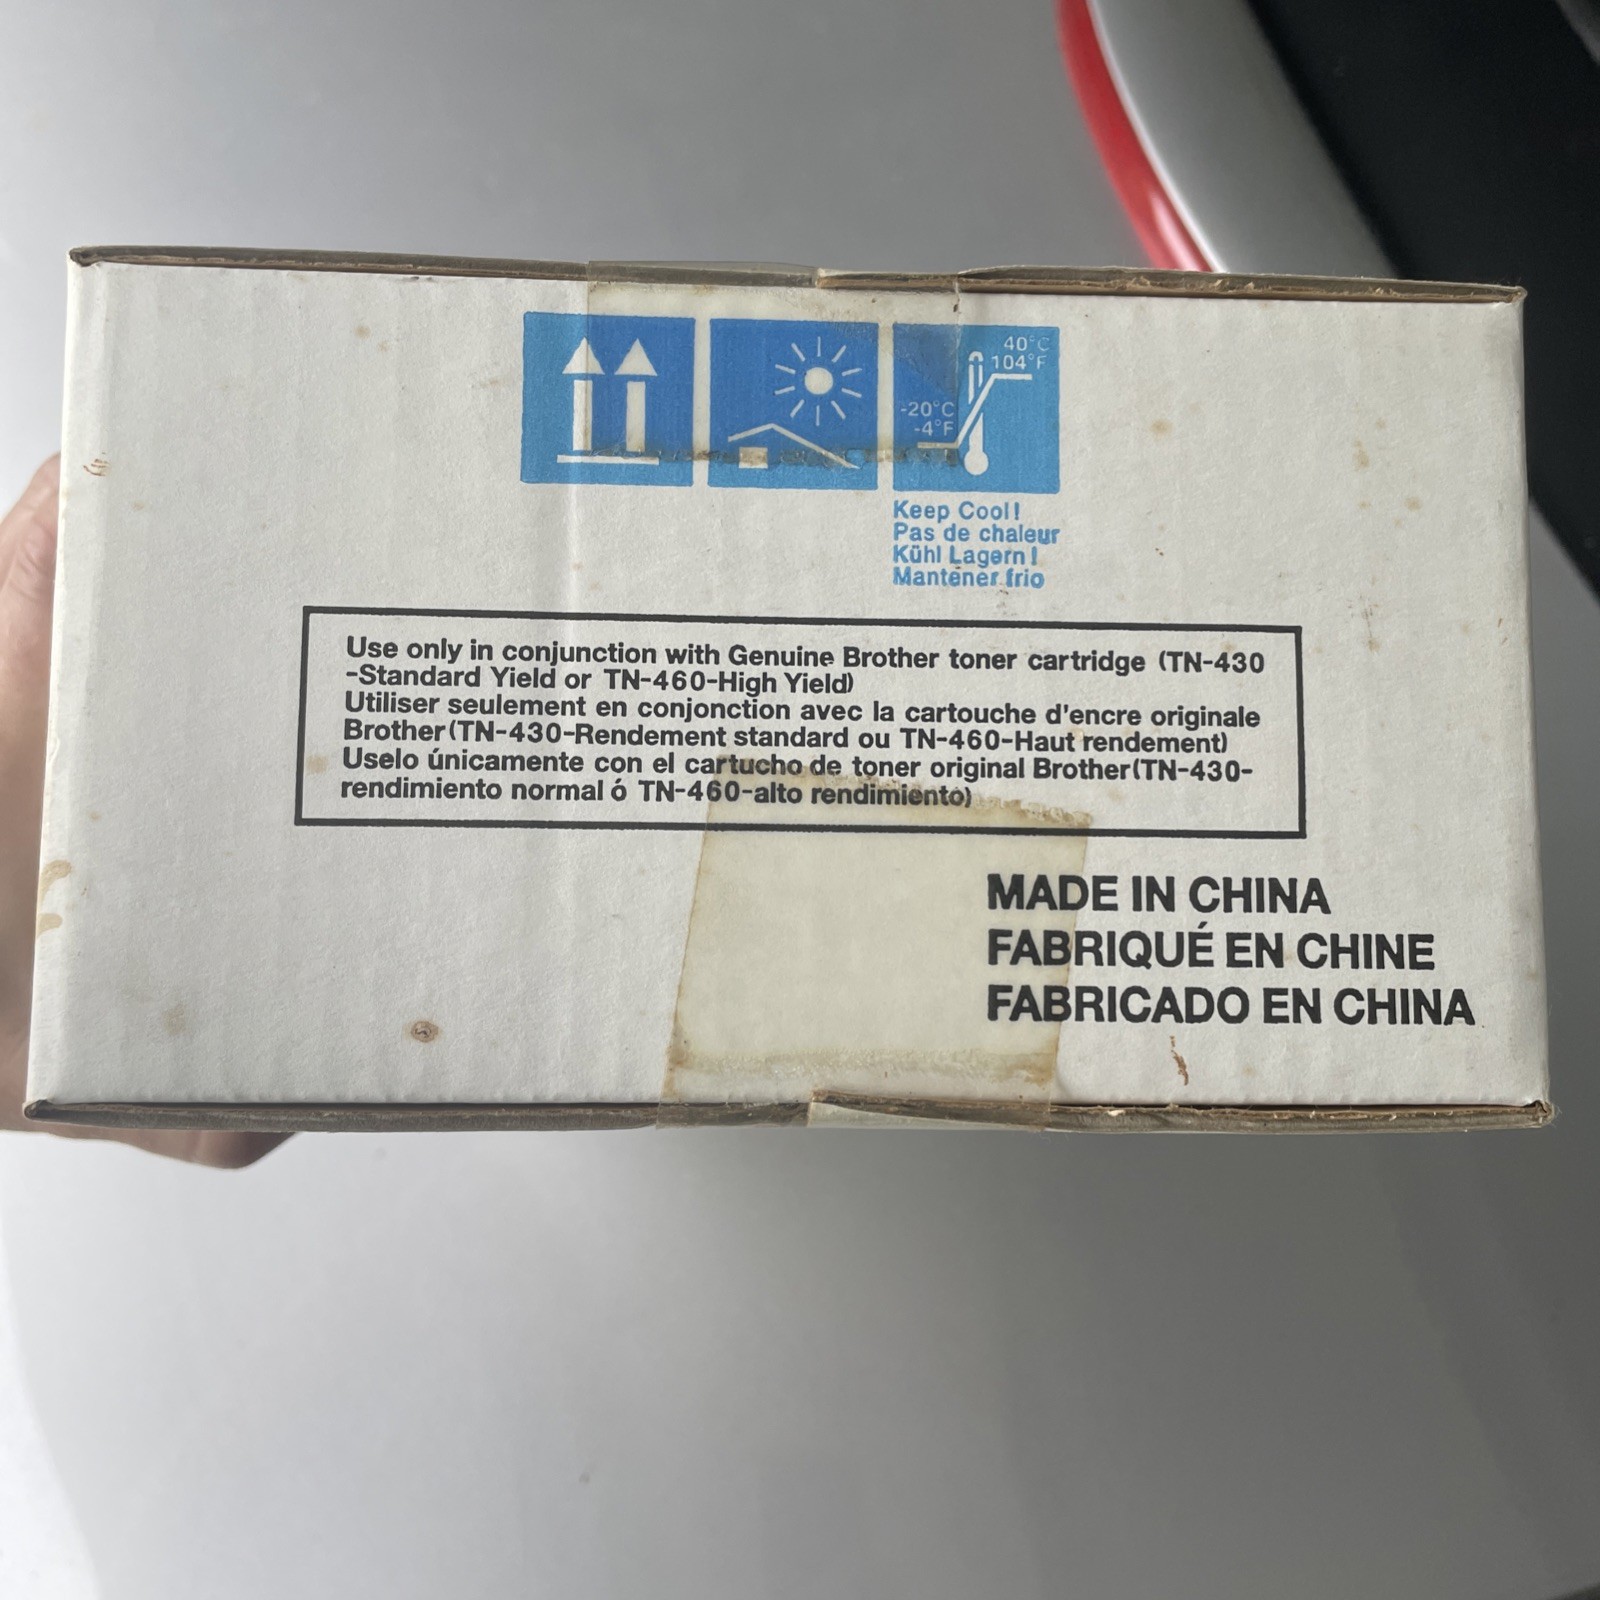 40°C
104°F
-20°C
-4°F
Keep Cool!
Pas de chaleur
Kühl Lagern!
Mantener frio
Use only in conjunction with Genuine Brother toner cartridge (TN-430
-Standard Yield or TN-460-High Yield)
Utiliser seulement en conjonction avec la cartouche d'encre originale
Brother(TN-430-Rendement standard ou TN-460-Haut rendement)
Uselo únicamente con el cartucho de toner original Brother(TN-430-
rendimiento normal ó TN-460-alto rendimiento)
MADE IN CHINA
FABRIQUÉ EN CHINE
FABRICADO EN CHINA